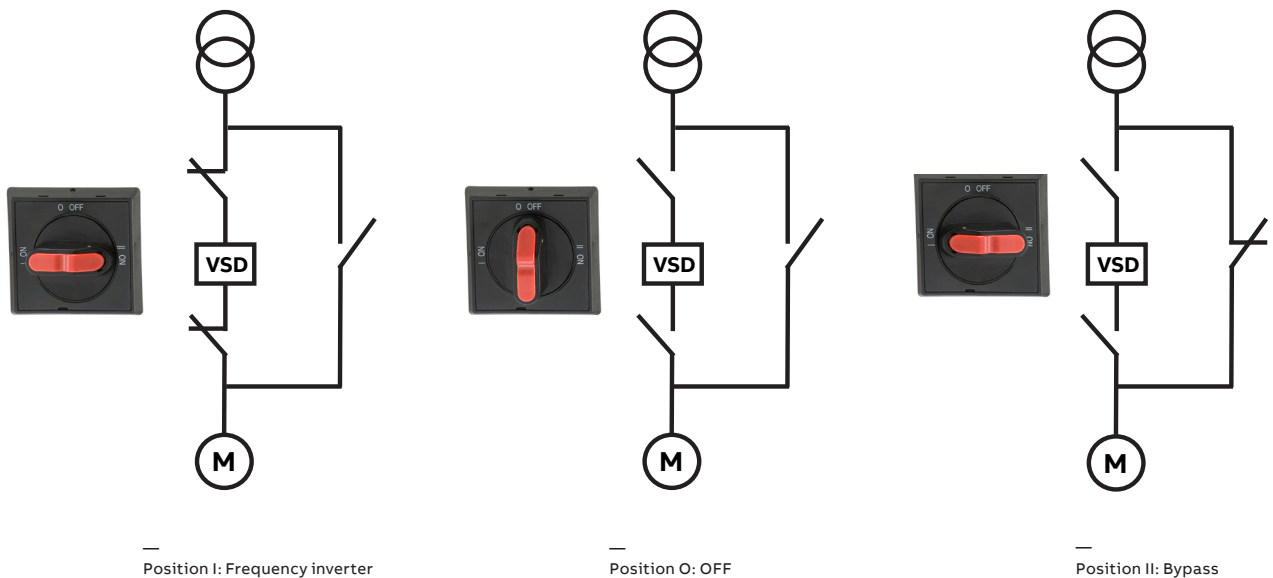 O OFF
I ON
II ON
VSD
M
O OFF
I ON
II ON
VSD
M
O OFF
I ON
II ON
VSD
M
Position I: Frequency inverter
Position O: OFF
Position II: Bypass